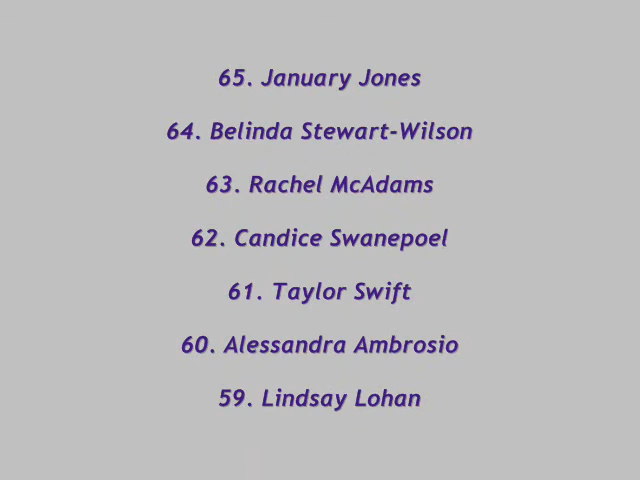 65. January Jones
64. Belinda Stewart-Wilson
63. Rachel McAdams
62. Candice Swanepoel
61. Taylor Swift
60. Alessandra Ambrosio
59. Lindsay Lohan